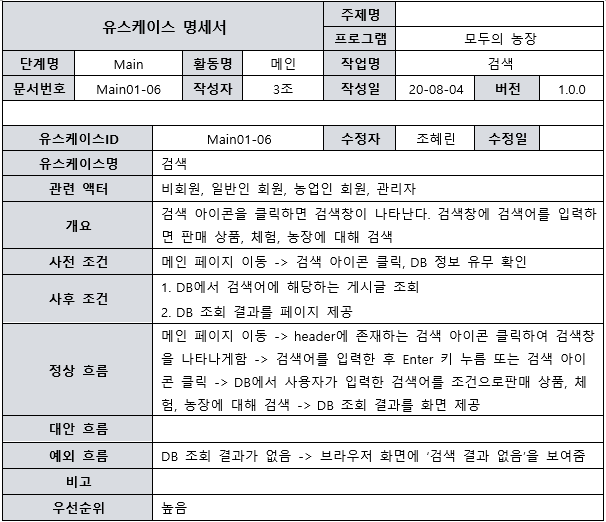 유스케이스 명세서
주제명
프로그램 모두의 농장
단계명 Main 활동명 메인 작업명 검색
문서번호 Main01-06 작성자 3조 작성일 20-08-04 버전 1.0.0
유스케이스ID Main01-06 수정자 조혜린 수정일
유스케이스명 검색
관련 액터 비회원, 일반인 회원, 농업인 회원, 관리자
개요
검색 아이콘을 클릭하면 검색창이 나타난다. 검색창에 검색어를 입력하
면 판매 상품, 체험, 농장에 대해 검색
사전 조건 메인 페이지 이동 -> 검색 아이콘 클릭, DB 정보 유무 확인
사후 조건
1. DB에서 검색어에 해당하는 게시글 조회
2. DB 조회 결과를 페이지 제공
정상 흐름
메인 페이지 이동 -> header에 존재하는 검색 아이콘 클릭하여 검색창
을 나타나게함 -> 검색어를 입력한 후 Enter 키 누름 또는 검색 아이
콘 클릭 -> DB에서 사용자가 입력한 검색어를 조건으로판매 상품, 체
험, 농장에 대해 검색 -> DB 조회 결과를 화면 제공
대안 흐름
예외 흐름 DB 조회 결과가 없음 -> 브라우저 화면에 ‘검색 결과 없음’을 보여줌
비고
우선순위 높음